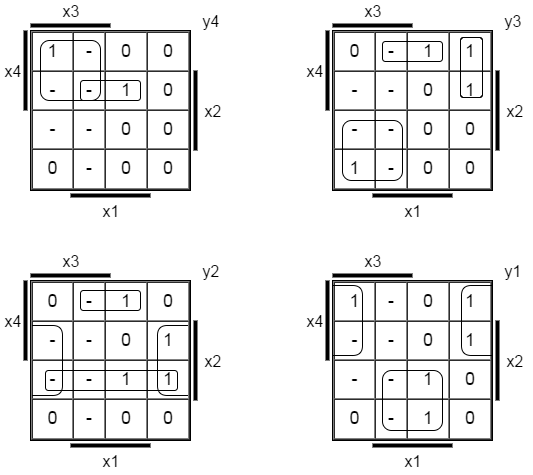 x3 y4
x4 1 - 0 0
- - 1 0 x2
- - 0 0
0 - 0 0
x1
x3 y3
x4 0 - 1 1
- - 0 1 x2
- - 0 0
1 - 0 0
x1
x3 y2
x4 0 - 1 0
- - 0 1 x2
- - 1 1
0 - 0 0
x1
x3 y1
x4 1 - 0 1
- - 0 1 x2
- - 1 0
0 - 1 0
x1